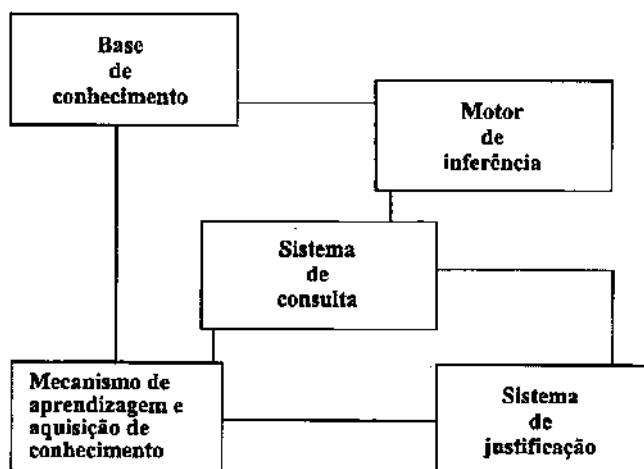 Base
de
conhecimento
Motor
de
inferência
Sistema
de
consulta
Mecanismo de
aprendizagem e
aquisição de
conhecimento
Sistema
de
justificação